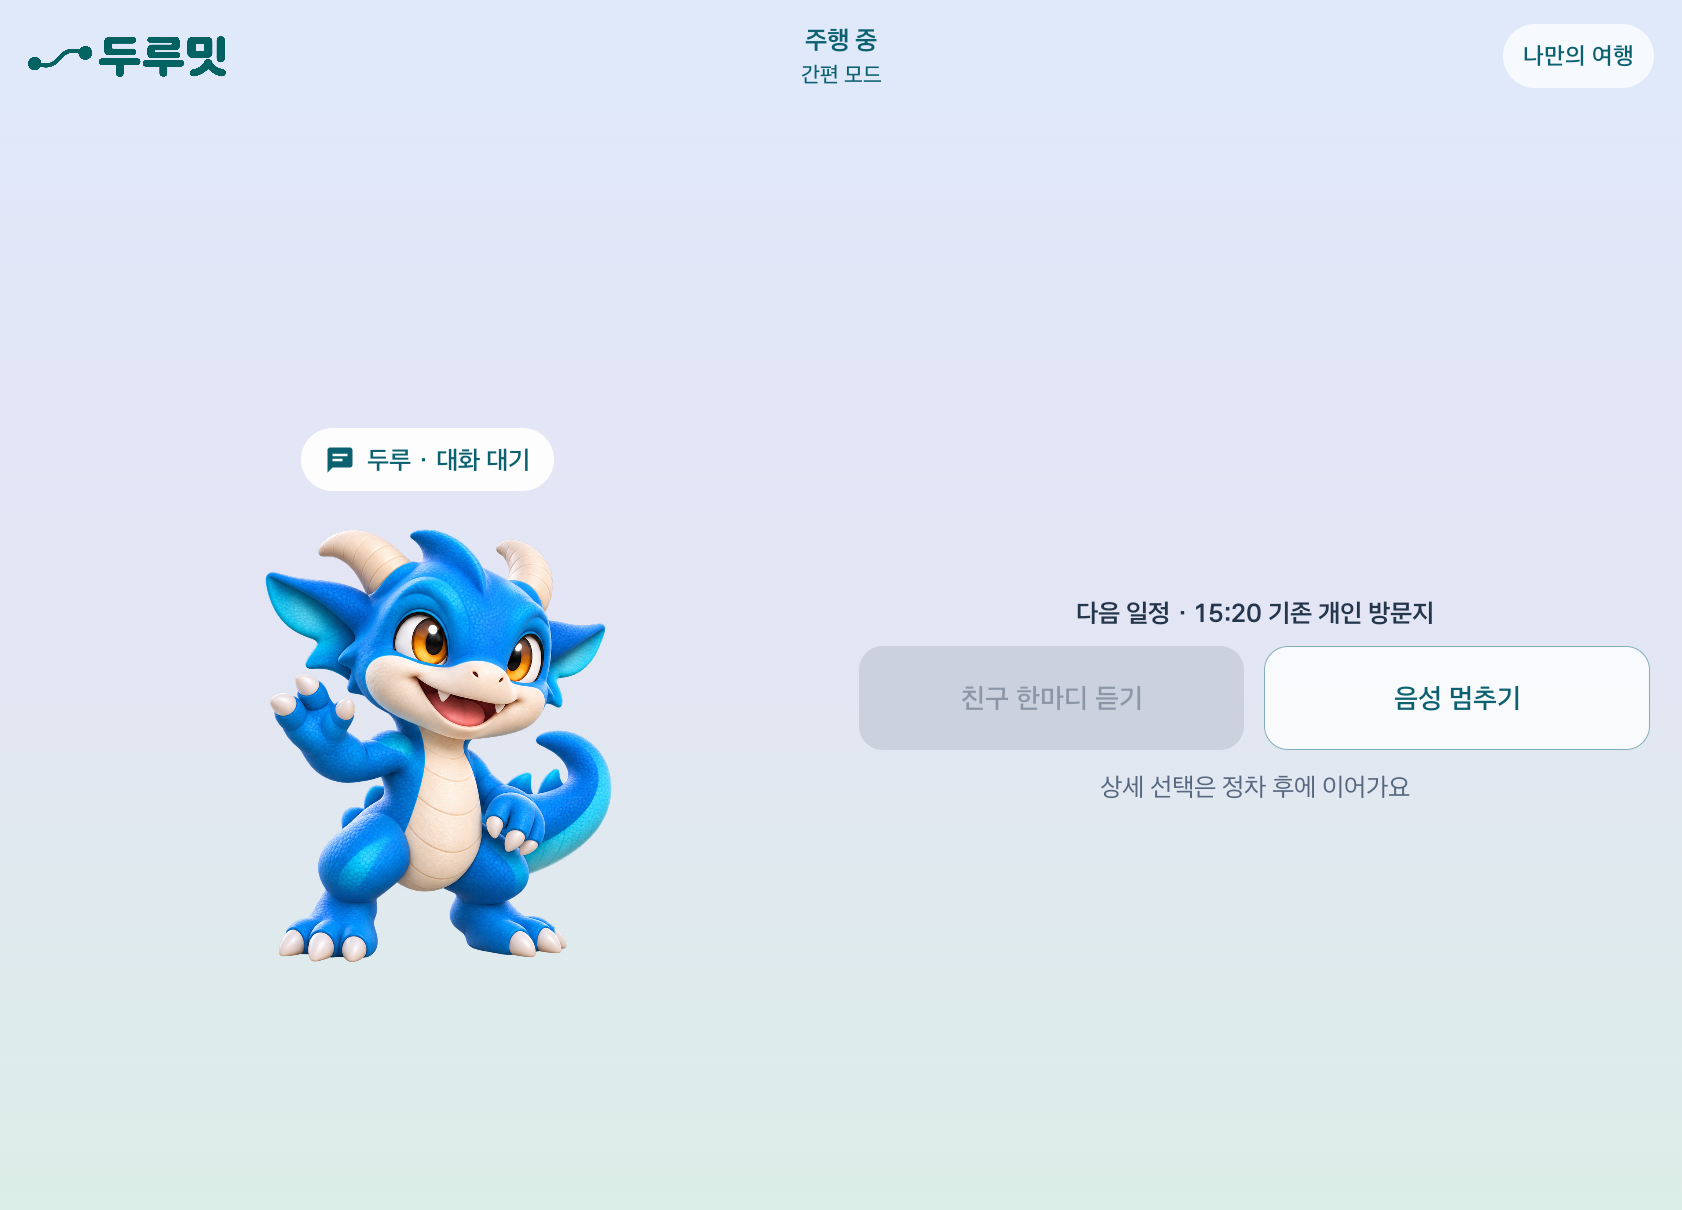 두루밋
주행 중
간편 모드
나만의 여행
두루 · 대화 대기
다음 일정 · 15:20 기존 개인 방문지
친구 한마디 듣기
음성 멈추기
상세 선택은 정차 후에 이어가요